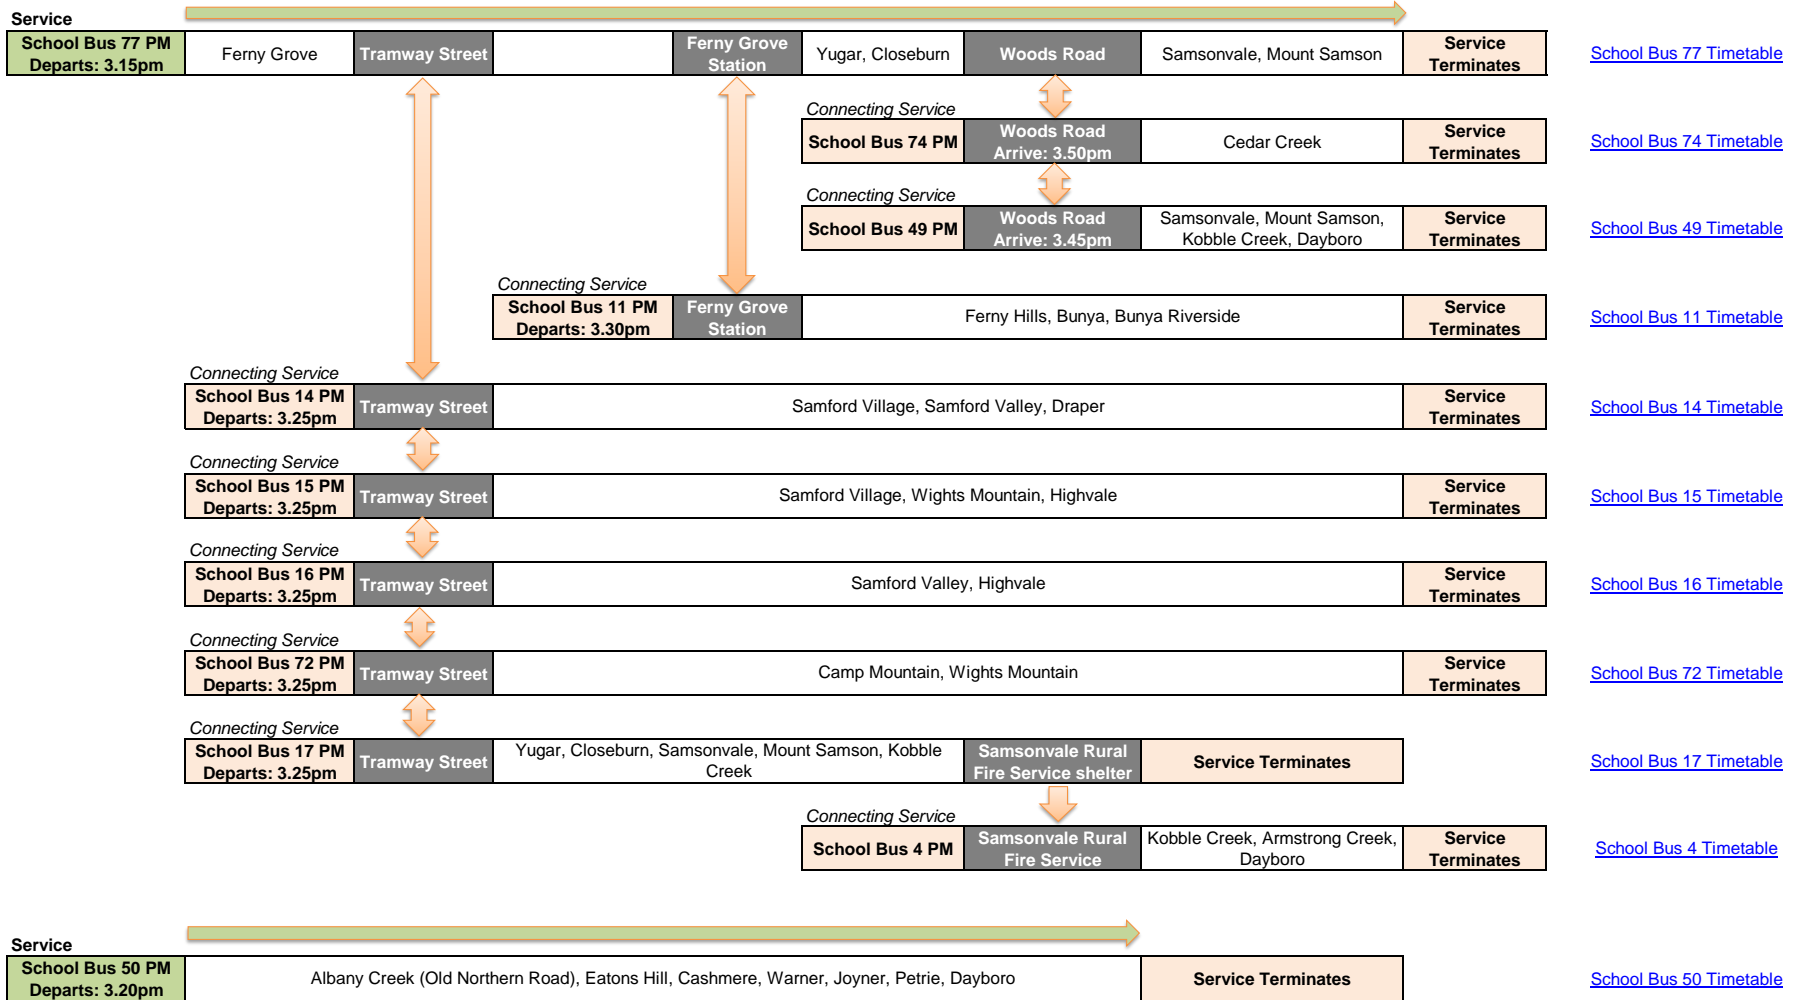 Service
School Bus 77 PM
Departs: 3.15pm
Ferny Grove
Tramway Street
Ferny Grove
Station
Yugar, Closeburn
Woods Road
Samsonvale, Mount Samson
Service
Terminates
School Bus 77 Timetable
Connecting Service
School Bus 74 PM
Woods Road
Arrive: 3.50pm
Cedar Creek
Service
Terminates
School Bus 74 Timetable
Connecting Service
School Bus 49 PM
Woods Road
Arrive: 3.45pm
Samsonvale, Mount Samson,
Kobble Creek, Dayboro
Service
Terminates
School Bus 49 Timetable
Connecting Service
School Bus 11 PM
Departs: 3.30pm
Ferny Grove
Station
Ferny Hills, Bunya, Bunya Riverside
Service
Terminates
School Bus 11 Timetable
Connecting Service
School Bus 14 PM
Departs: 3.25pm
Tramway Street
Samford Village, Samford Valley, Draper
Service
Terminates
School Bus 14 Timetable
Connecting Service
School Bus 15 PM
Departs: 3.25pm
Tramway Street
Samford Village, Wights Mountain, Highvale
Service
Terminates
School Bus 15 Timetable
Connecting Service
School Bus 16 PM
Departs: 3.25pm
Tramway Street
Samford Valley, Highvale
Service
Terminates
School Bus 16 Timetable
Connecting Service
School Bus 72 PM
Departs: 3.25pm
Tramway Street
Camp Mountain, Wights Mountain
Service
Terminates
School Bus 72 Timetable
Connecting Service
School Bus 17 PM
Departs: 3.25pm
Tramway Street
Yugar, Closeburn, Samsonvale, Mount Samson, Kobble
Creek
Samsonvale Rural
Fire Service shelter
Service Terminates
School Bus 17 Timetable
Connecting Service
School Bus 4 PM
Samsonvale Rural
Fire Service
Kobble Creek, Armstrong Creek,
Dayboro
Service
Terminates
School Bus 4 Timetable
Service
School Bus 50 PM
Departs: 3.20pm
Albany Creek (Old Northern Road), Eatons Hill, Cashmere, Warner, Joyner, Petrie, Dayboro
Service Terminates
School Bus 50 Timetable